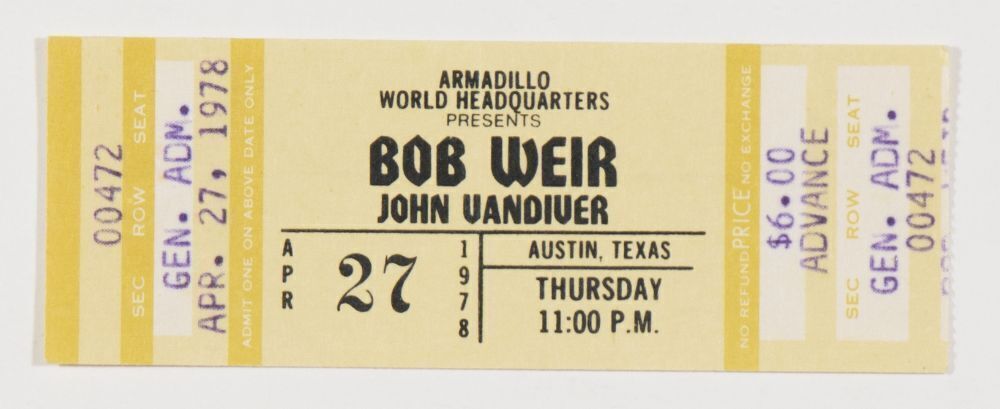 00472
SEC ROW SEAT
GEN. ADM.
APR. 27, 1978
ADMIT ONE ON ABOVE DATE ONLY
ARMADILLO
WORLD HEADQUARTERS
PRESENTS
BOB WEIR
JOHN VANDIVER
APR 27 1978
AUSTIN, TEXAS
THURSDAY
11:00 P.M.
NO REFUND PRICE NO EXCHANGE
$6.00
ADVANCE
SEC ROW SEAT
GEN. ADM.
00472